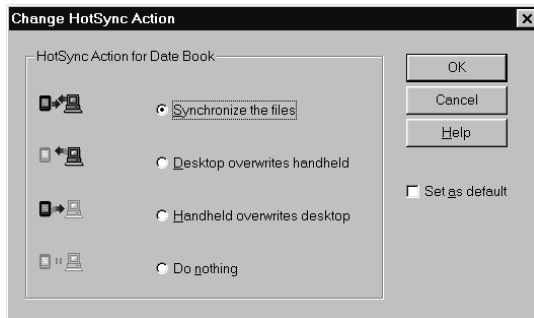 Change HotSync Action
HotSync Action for Date Book
Synchronize the files
Desktop overwrites handheld
Handheld overwrites desktop
Do nothing
OK
Cancel
Help
Set as default